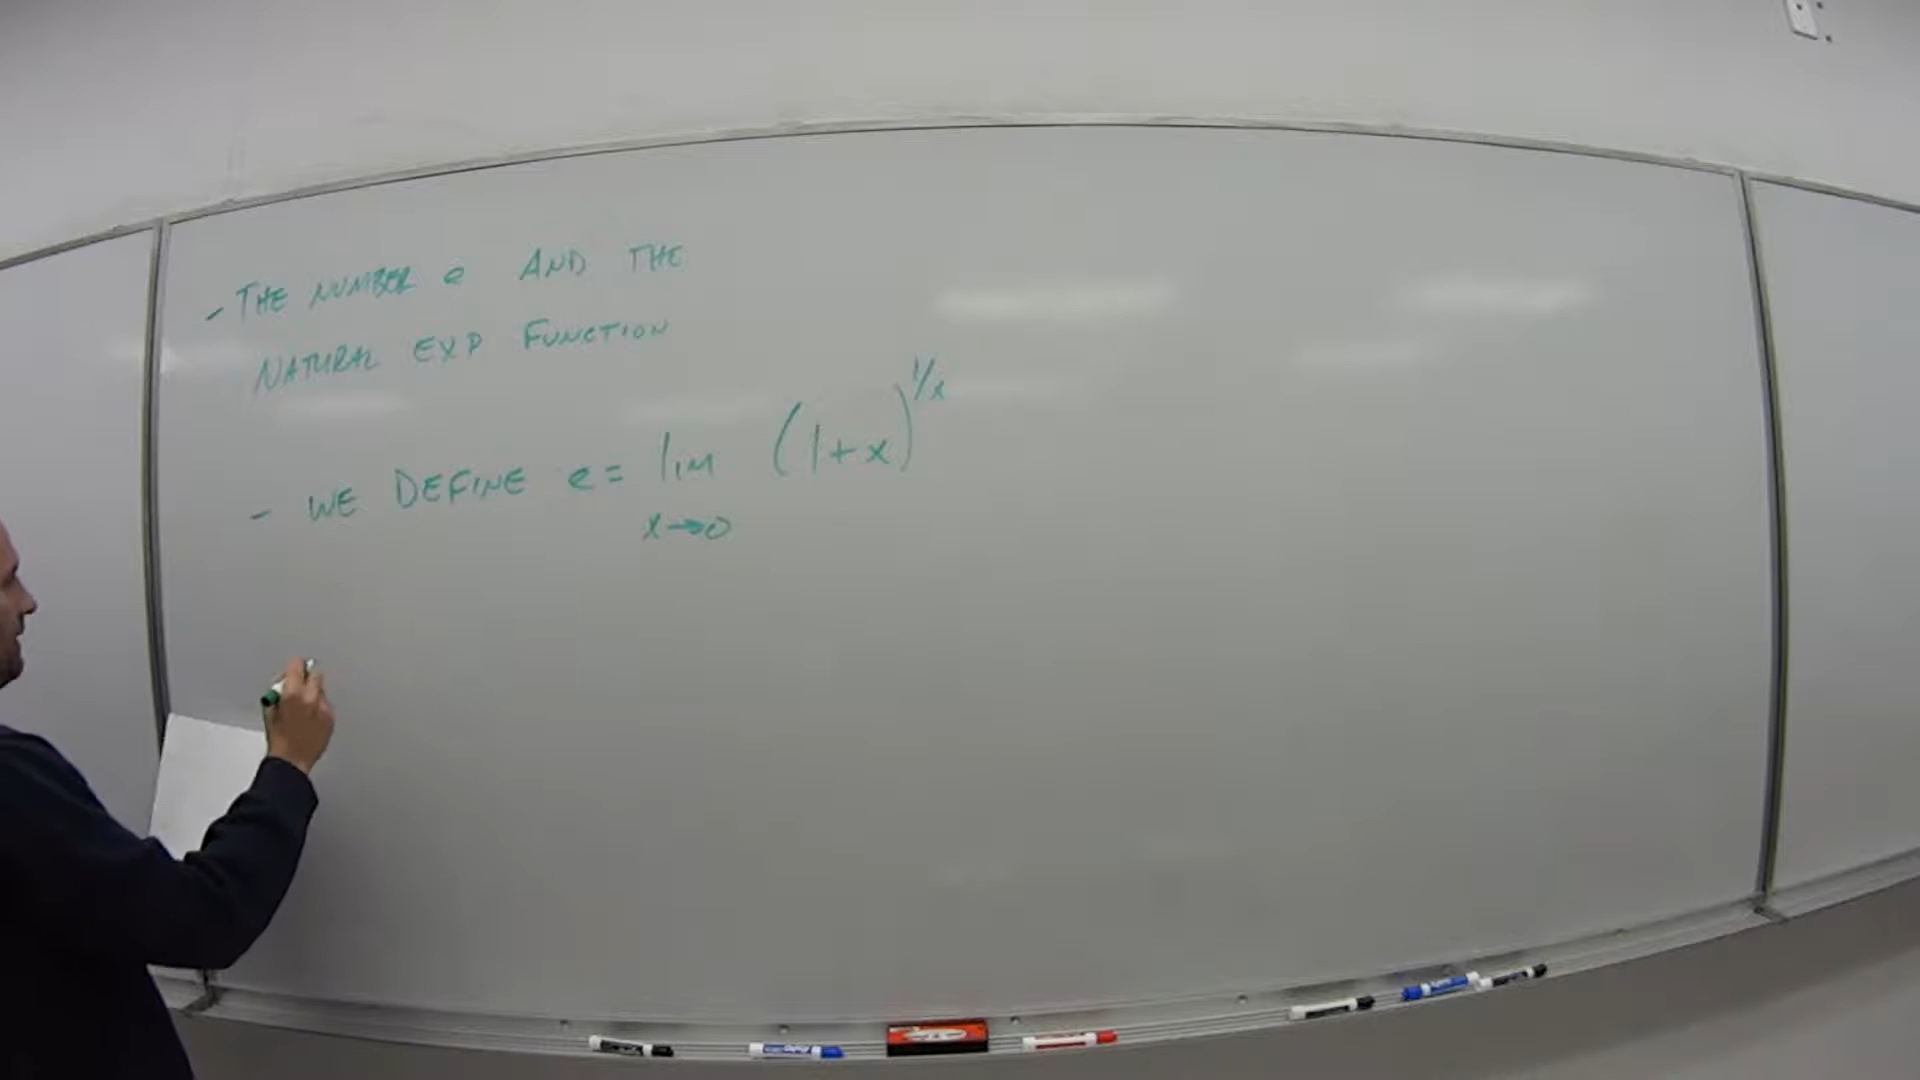 - THE NUMBER e AND THE
NATURAL EXP FUNCTION
- WE DEFINE e = lim (1+x)^1/x
x→0